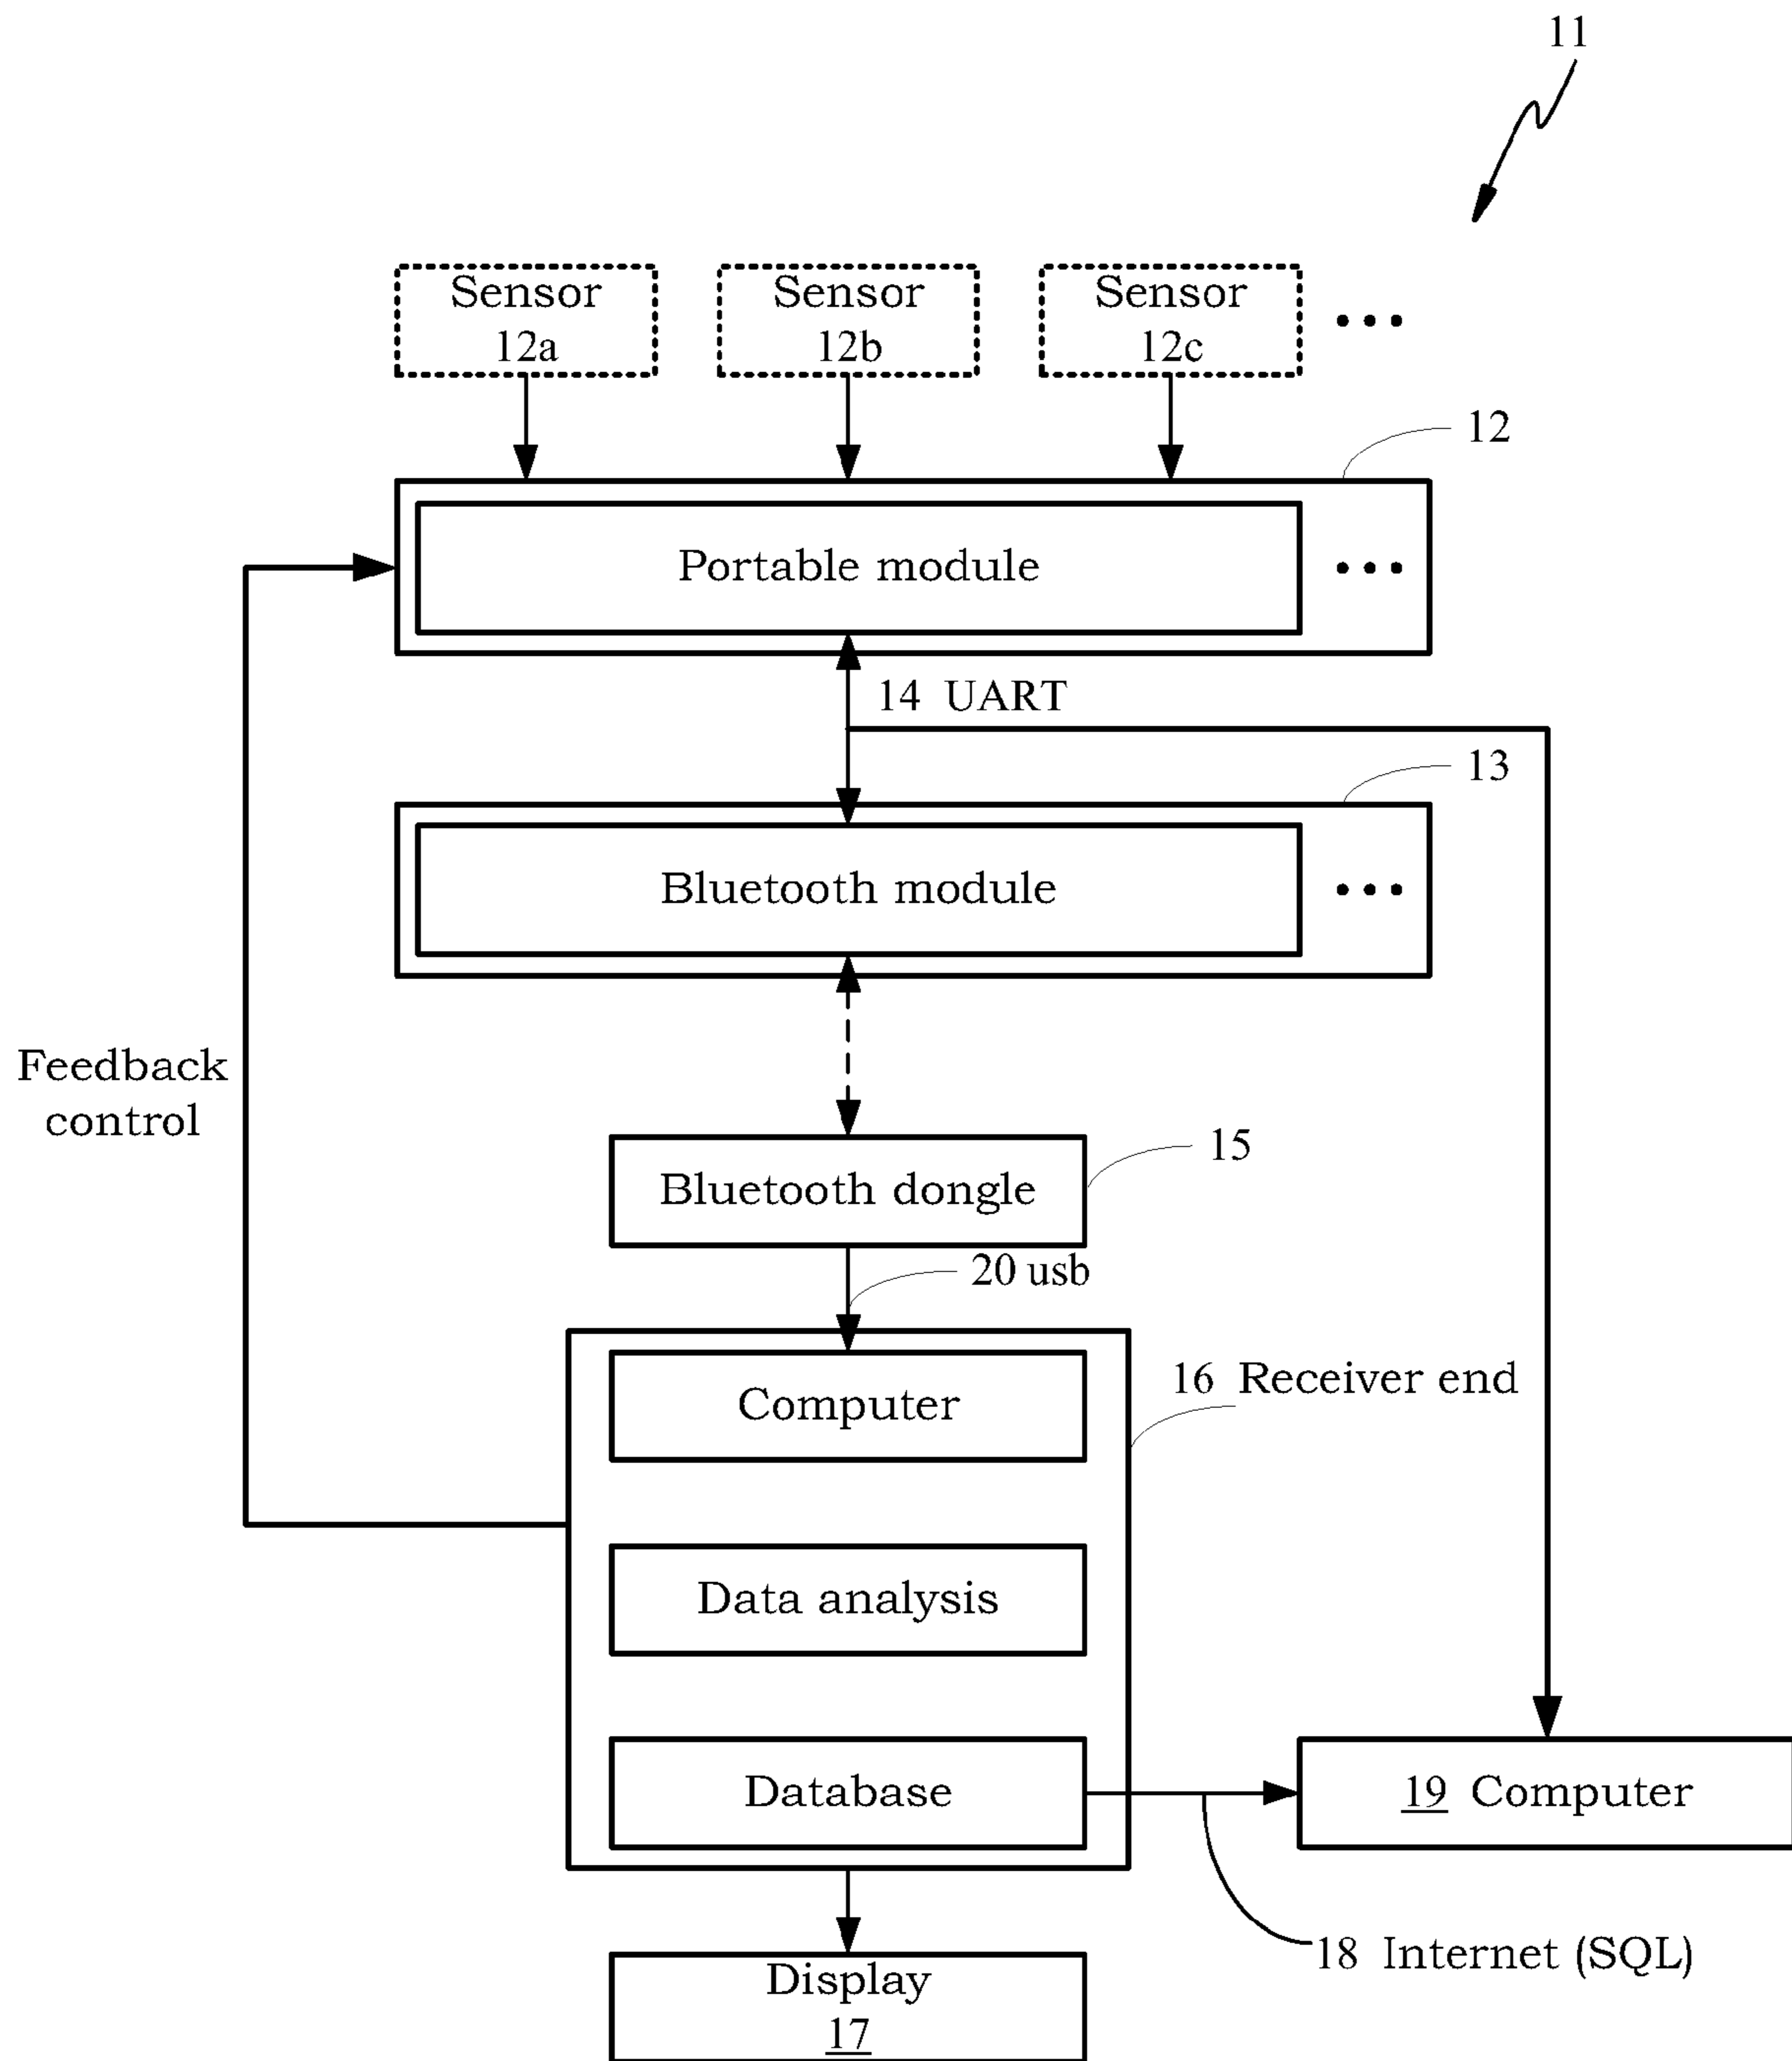 11
Sensor
12a
Sensor
12b
Sensor
12c
12
Portable module
14 UART
13
Bluetooth module
Feedback
control
15
Bluetooth dongle
20 usb
16 Receiver end
Computer
Data analysis
Database
19 Computer
18 Internet (SQL)
Display
17